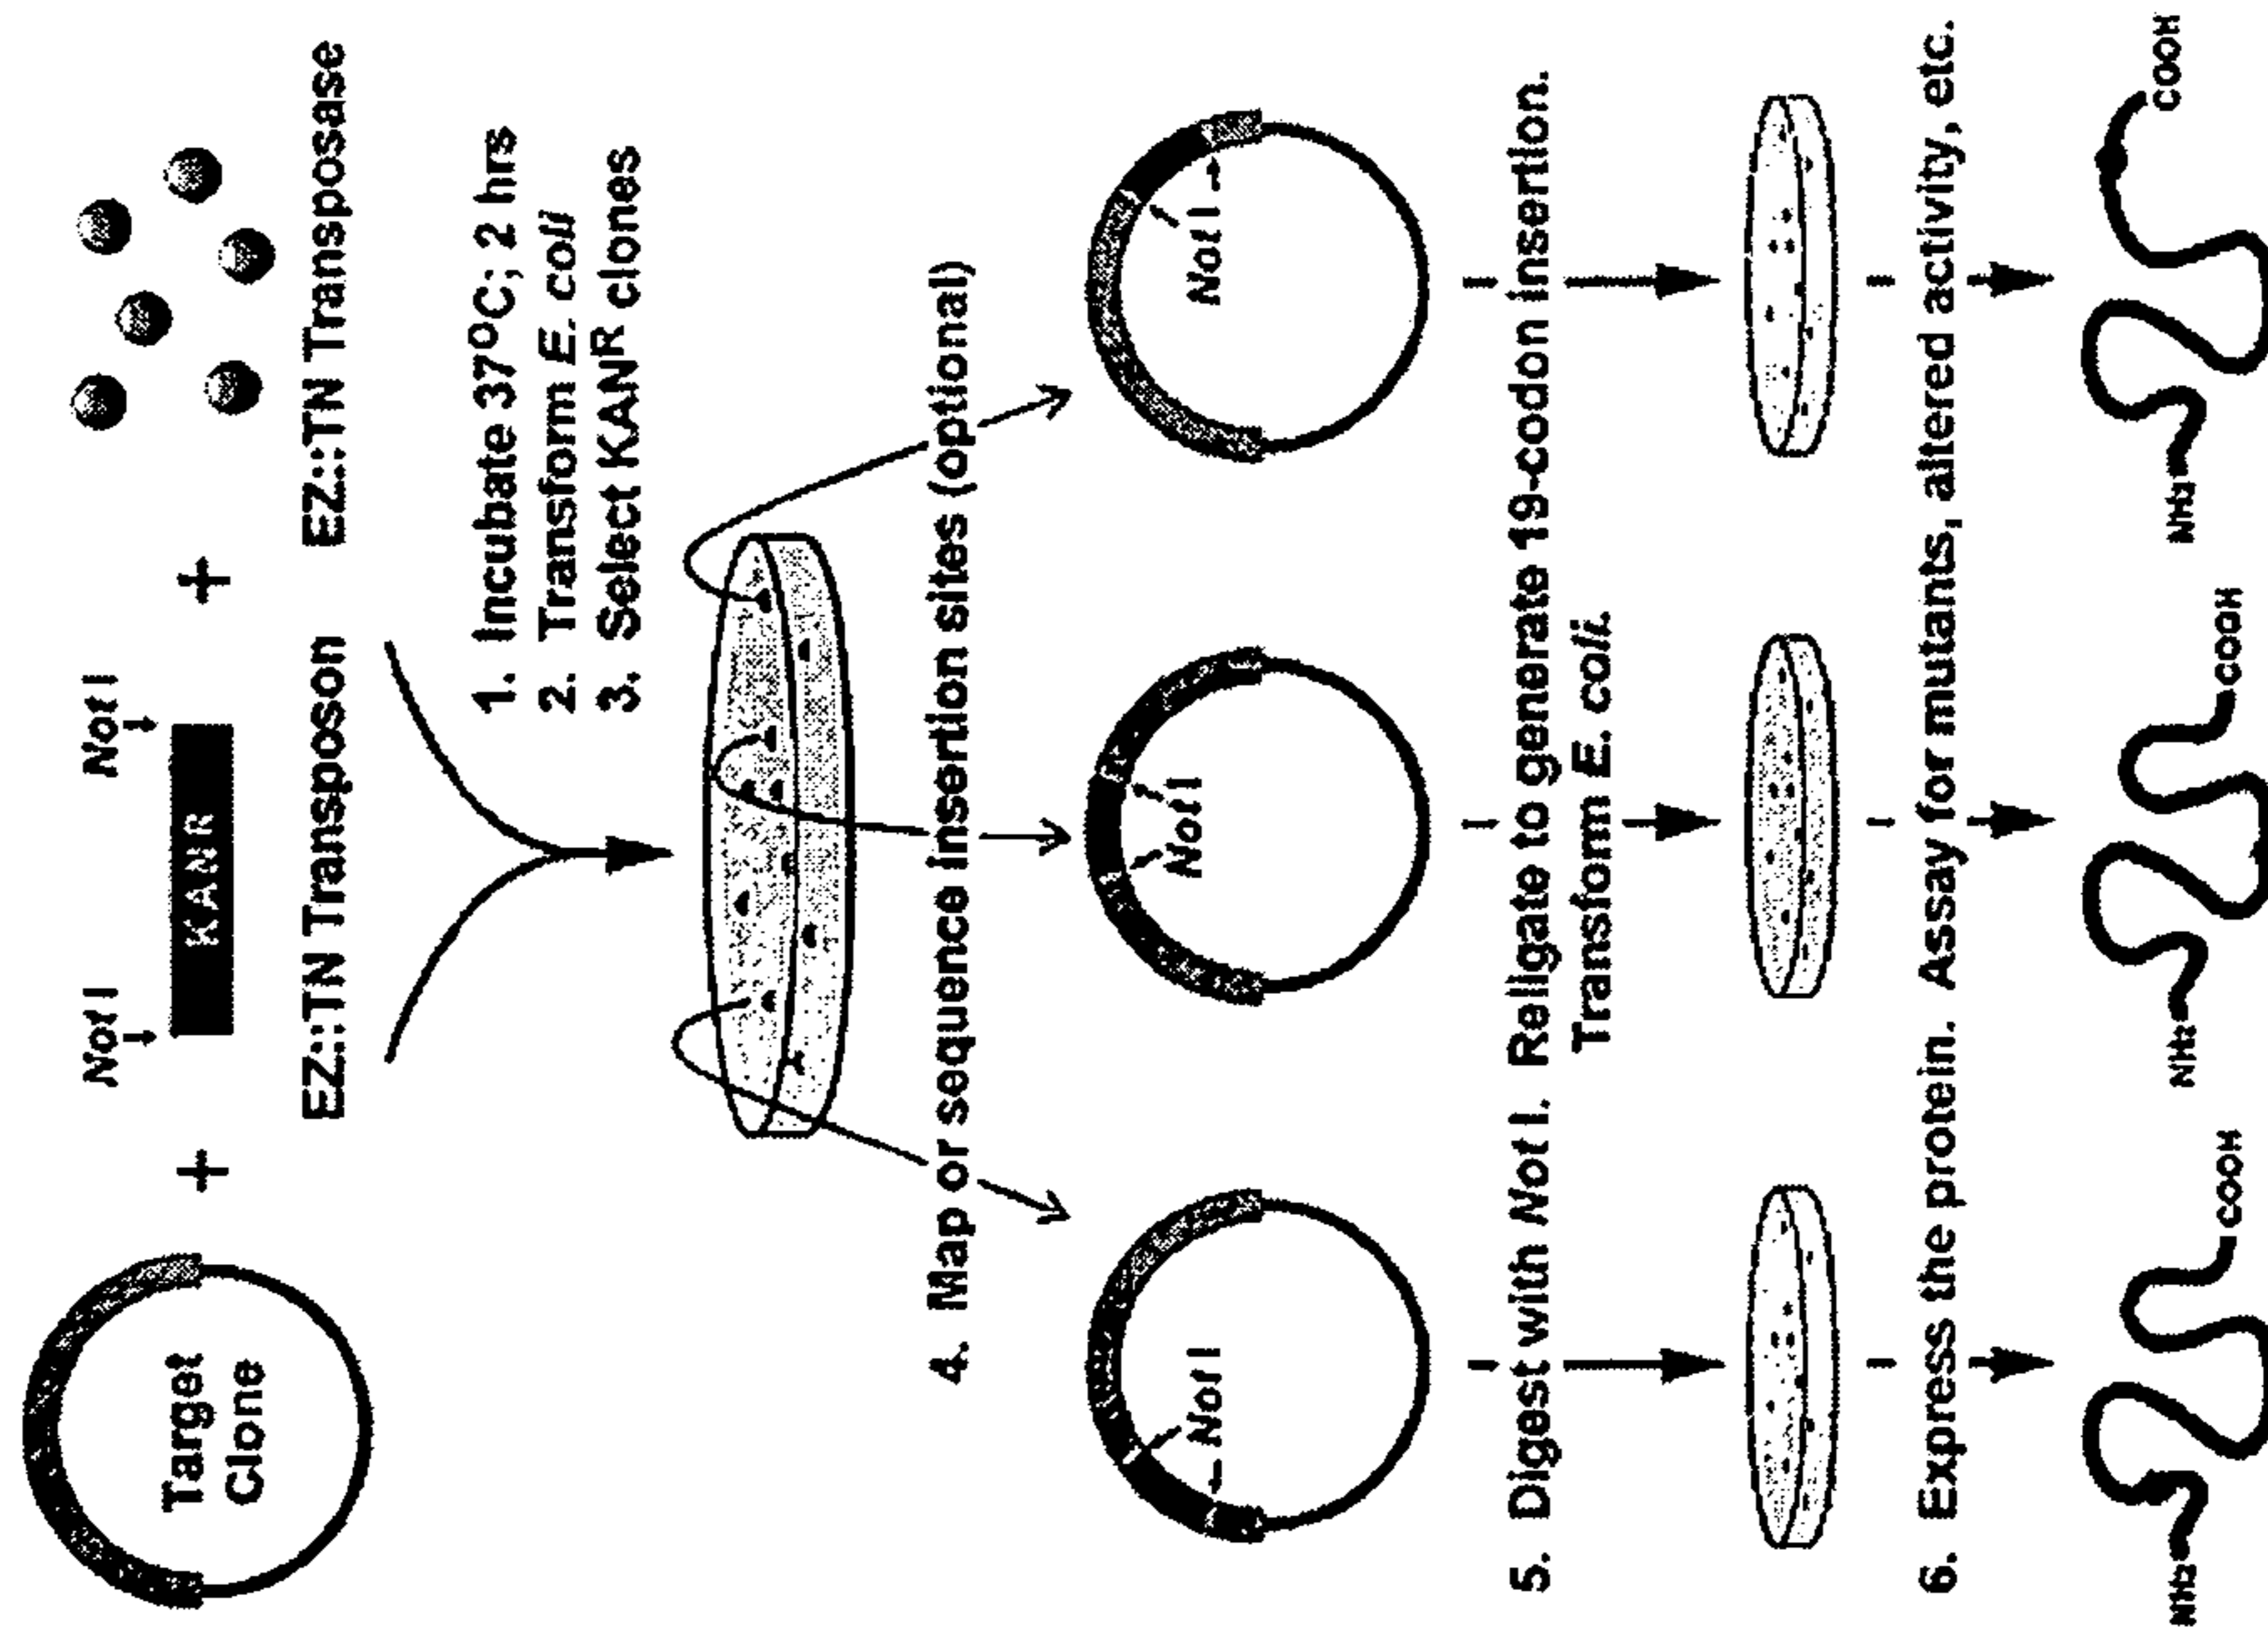 Not I Not I
Target
Clone
+
KANR
+
EZ::TN Transposon
EZ::TN Transposase
1. Incubate 37ºC; 2 hrs
2. Transform E. coli
3. Select KANR clones
4. Map or sequence insertion sites (optional)
Not I
Not I
Not I
5. Digest with Not I. Religate to generate 19-codon insertion.
Transform E. coli.
6. Express the protein. Assay for mutants, altered activity, etc.
NH2 COOH
NH2 COOH
NH2 COOH